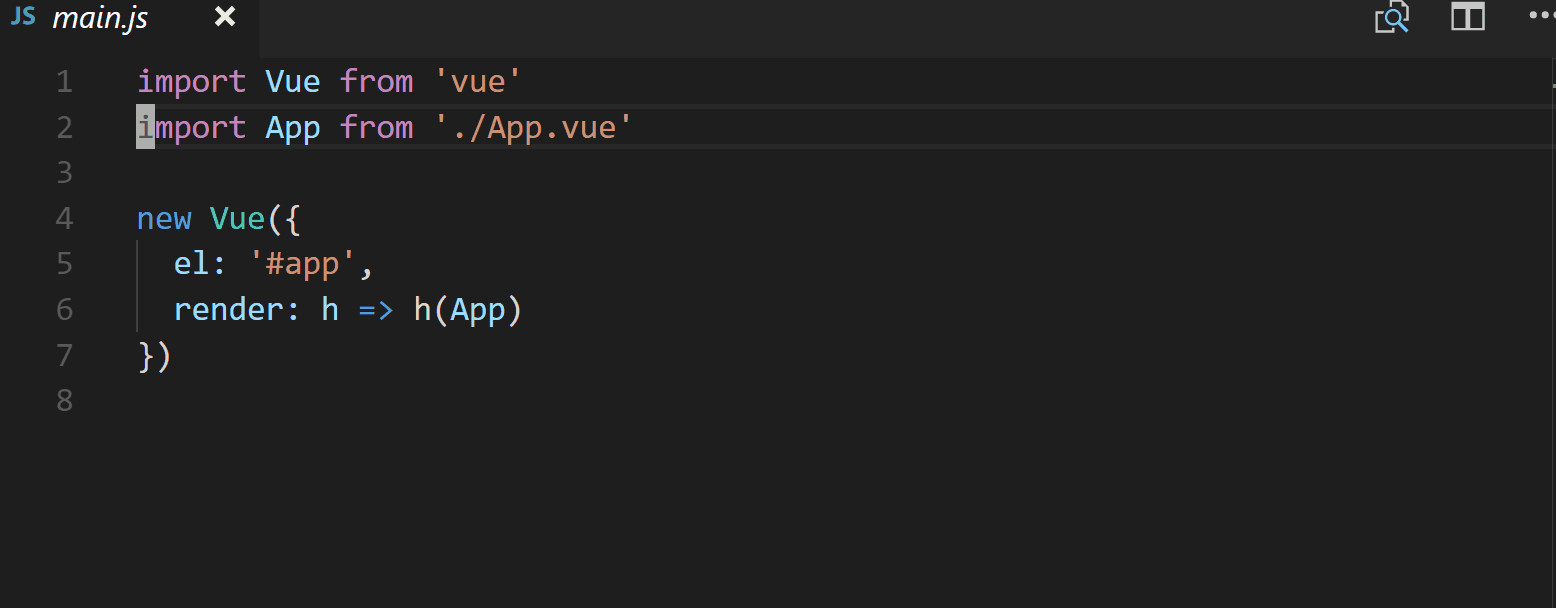 JS main.js
1 import Vue from 'vue'
2 import App from './App.vue'
3
4 new Vue({
5   el: '#app',
6   render: h => h(App)
7 })
8